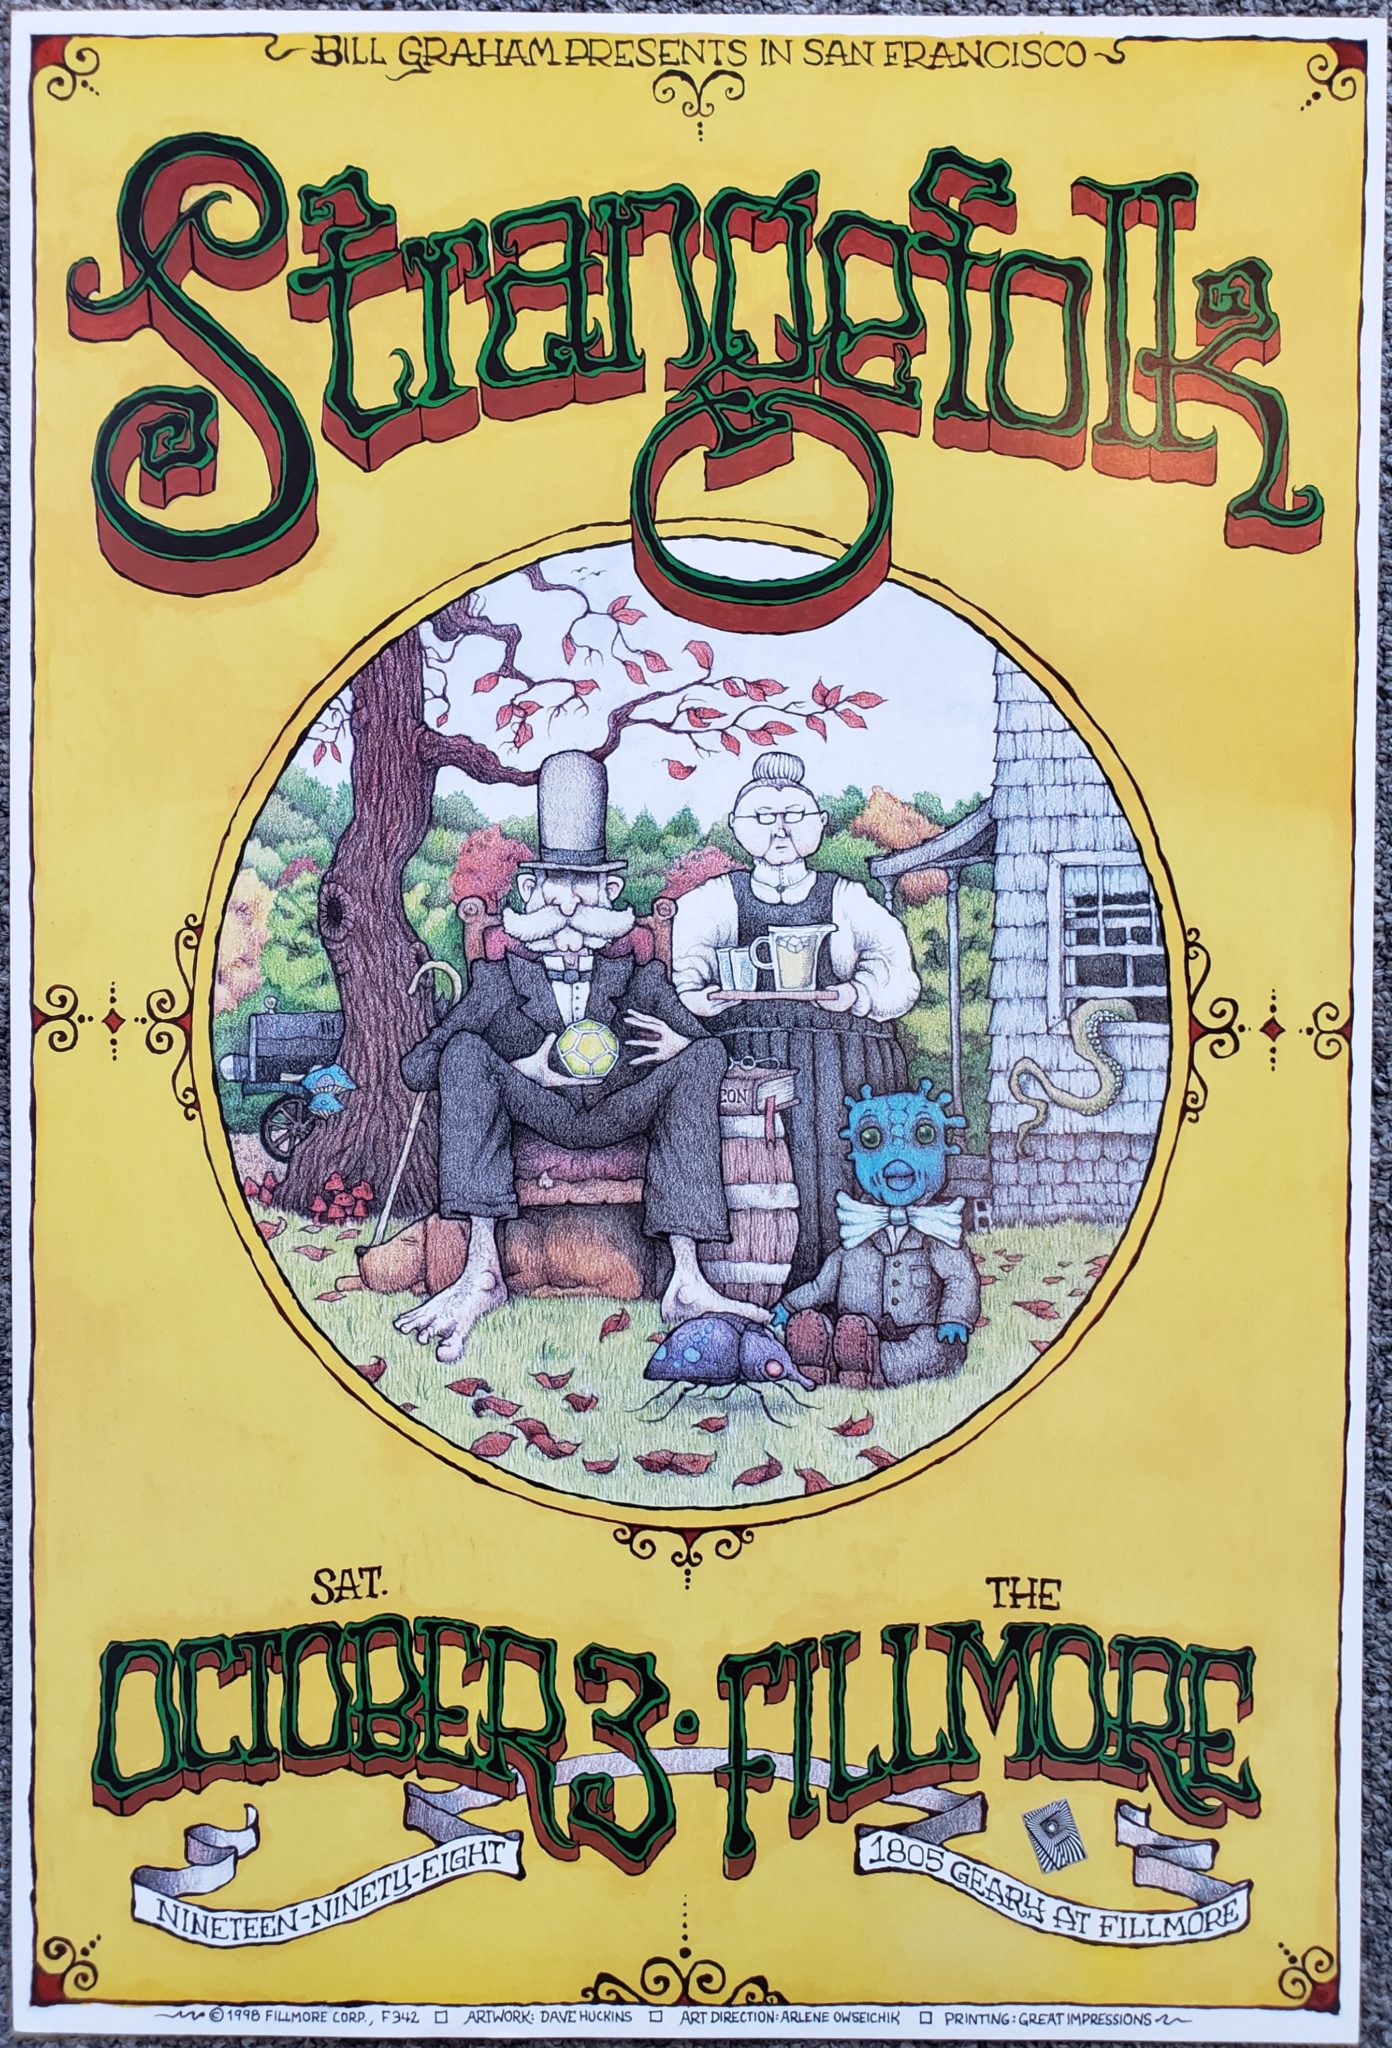 BILL GRAHAM PRESENTS IN SAN FRANCISCO
Strangefolk
CON
SAT.
THE
OCTOBER 3 · FILLMORE
NINETEEN-NINETY-EIGHT
1805 GEARY AT FILLMORE
©1998 FILLMORE CORP., F342 □ ARTWORK: DAVE HUCKINS □ ART DIRECTION: ARLENE OWSEICHIK □ PRINTING: GREAT IMPRESSIONS